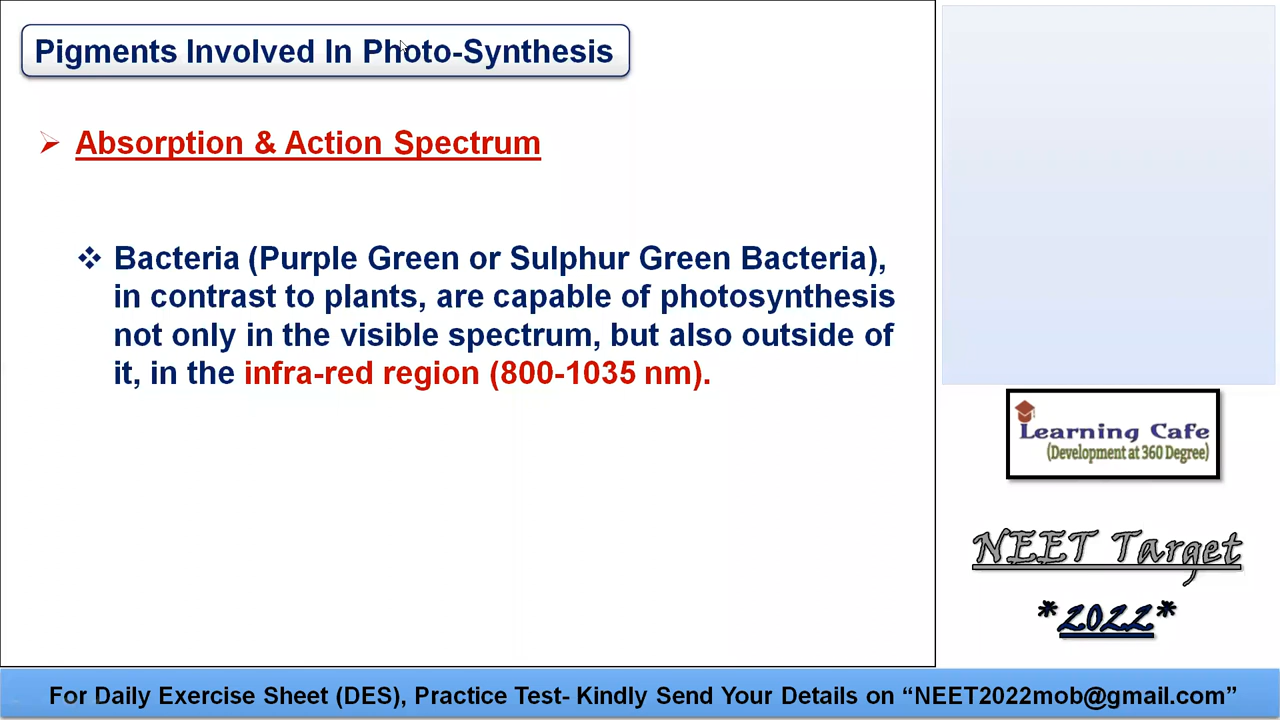 Pigments Involved In Photo-Synthesis
Absorption & Action Spectrum
Bacteria (Purple Green or Sulphur Green Bacteria),
in contrast to plants, are capable of photosynthesis
not only in the visible spectrum, but also outside of
it, in the infra-red region (800-1035 nm).
Learning Cafe
(Development at 360 Degree)
NEET Target
*2022*
For Daily Exercise Sheet (DES), Practice Test- Kindly Send Your Details on “NEET2022mob@gmail.com”